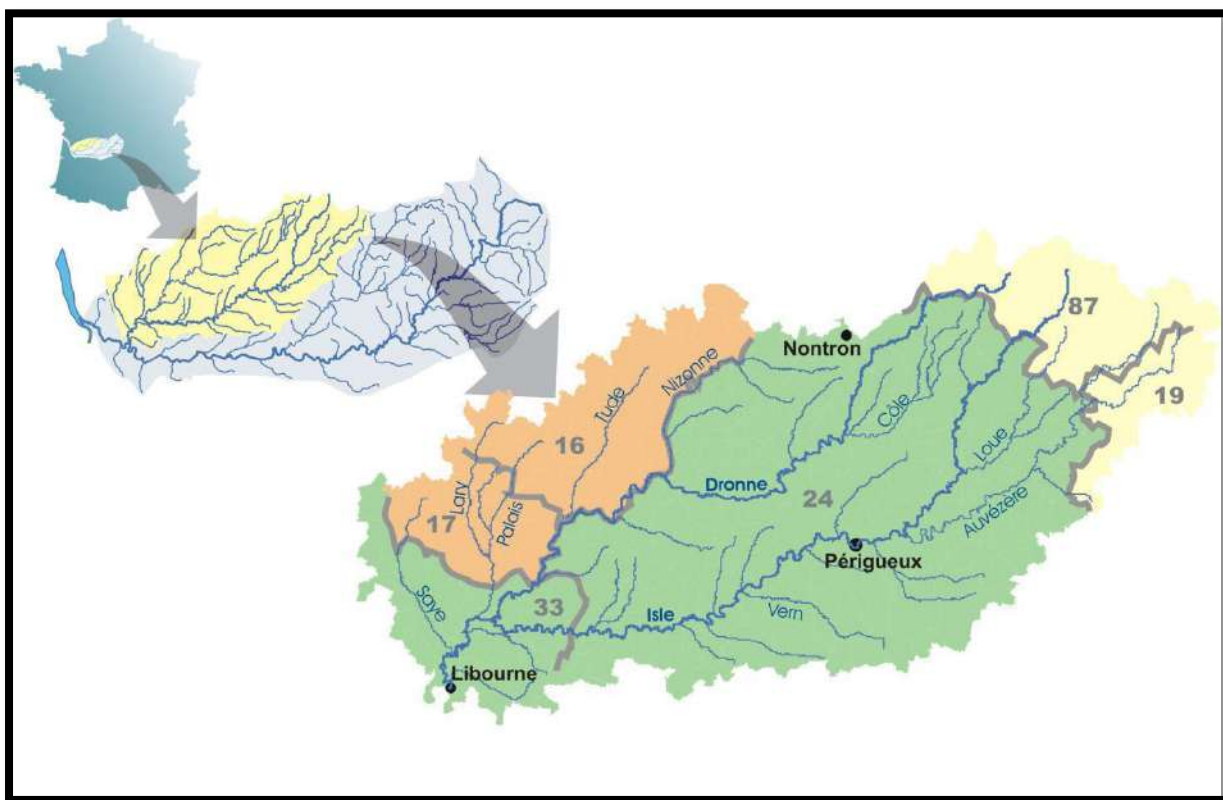 87
Nontron
Nizonne
Tude
19
Côle
16
Loue
Dronne
24
Lary
17
Palais
Auvézère
Périgueux
Saye
33
Isle
Vern
Libourne